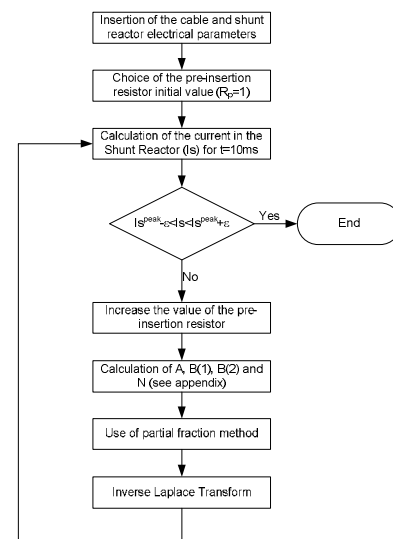 Insertion of the cable and shunt
reactor electrical parameters
Choice of the pre-insertion
resistor initial value (Rp=1)
Calculation of the current in the
Shunt Reactor (Is) for t=10ms
Is^peak-ε<Is<Is^peak+ε
Yes
End
No
Increase the value of the pre-
insertion resistor
Calculation of A, B(1), B(2) and
N (see appendix)
Use of partial fraction method
Inverse Laplace Transform